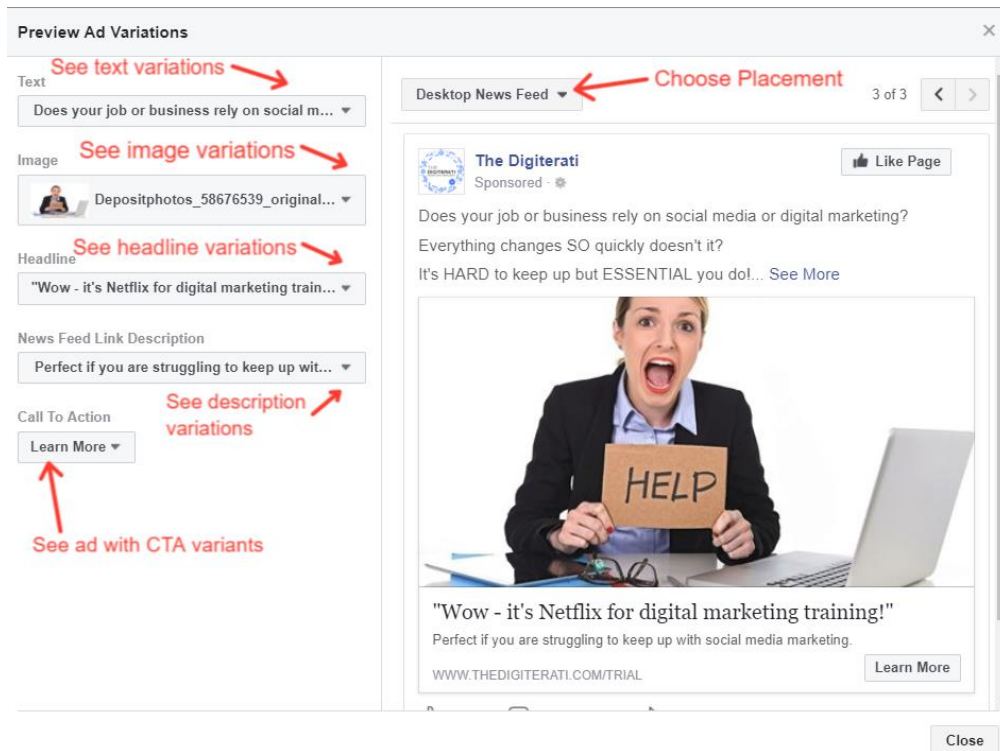 Preview Ad Variations
×
See text variations
Text
Does your job or business rely on social m...
See image variations
Image
Depositphotos_58676539_original...
See headline variations
Headline
"Wow - it's Netflix for digital marketing train...
News Feed Link Description
Perfect if you are struggling to keep up wit...
See description
variations
Call To Action
Learn More
See ad with CTA variants
Desktop News Feed
Choose Placement
3 of 3
THE
DIGITERATI
The Digiterati
Sponsored ·
Like Page
Does your job or business rely on social media or digital marketing?
Everything changes SO quickly doesn't it?
It's HARD to keep up but ESSENTIAL you do!... See More
HELP
"Wow - it's Netflix for digital marketing training!"
Perfect if you are struggling to keep up with social media marketing.
WWW.THEDIGITERATI.COM/TRIAL
Learn More
Close